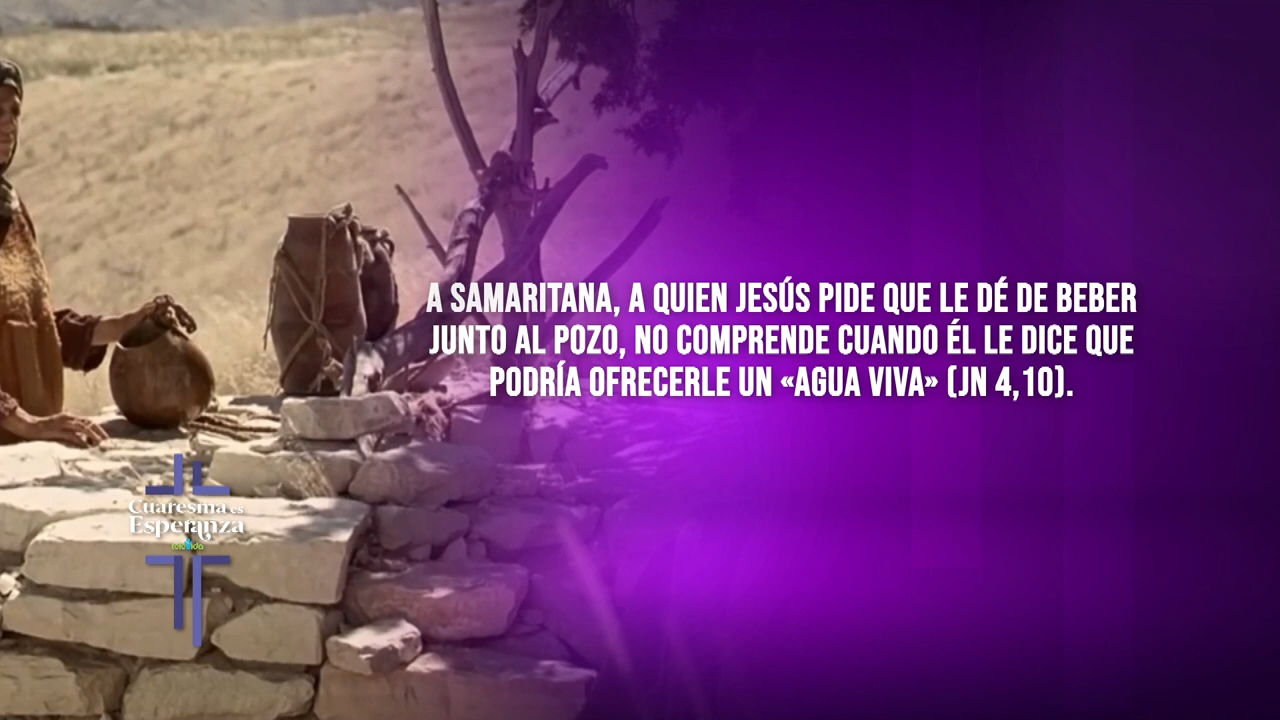 A SAMARITANA, A QUIEN JESÚS PIDE QUE LE DÉ DE BEBER
JUNTO AL POZO, NO COMPRENDE CUANDO ÉL LE DICE QUE
PODRÍA OFRECERLE UN «AGUA VIVA» (JN 4,10).
Cuaresma es
Esperanza